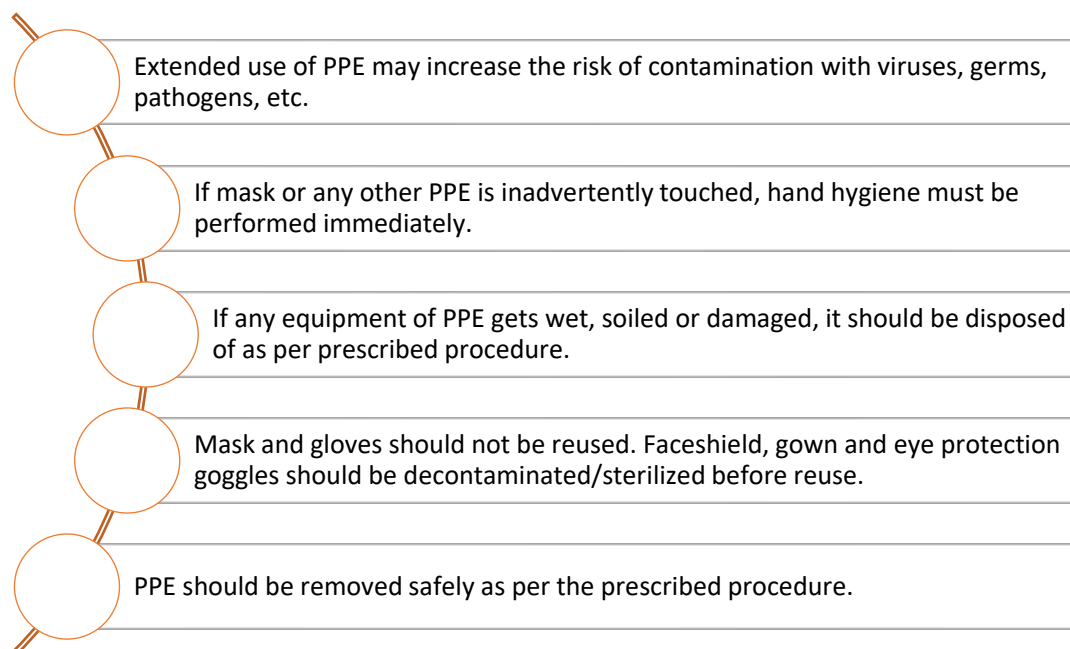 Extended use of PPE may increase the risk of contamination with viruses, germs,
pathogens, etc.
If mask or any other PPE is inadvertently touched, hand hygiene must be
performed immediately.
If any equipment of PPE gets wet, soiled or damaged, it should be disposed
of as per prescribed procedure.
Mask and gloves should not be reused. Faceshield, gown and eye protection
goggles should be decontaminated/sterilized before reuse.
PPE should be removed safely as per the prescribed procedure.